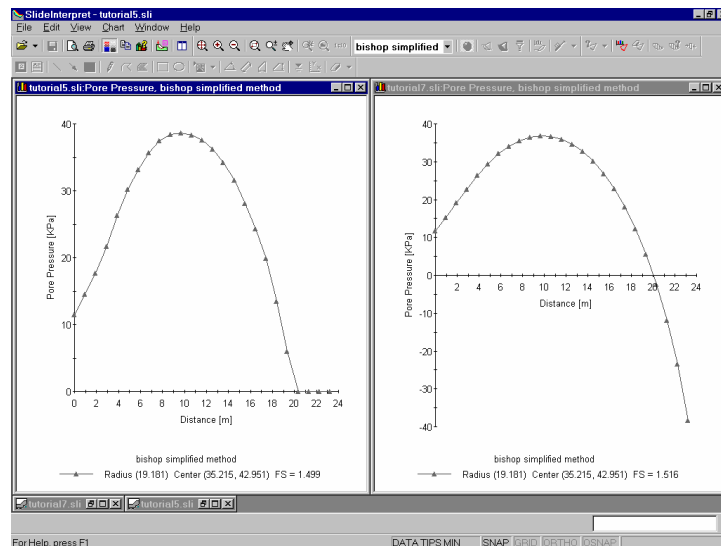 SlideInterpret - tutorial5.sli
File Edit View Chart Window Help
bishop simplified
tutorial5.sli:Pore Pressure, bishop simplified method
40
30
20
10
0
Pore Pressure [KPa]
0 2 4 6 8 10 12 14 16 18 20 22 24
Distance [m]
bishop simplified method
Radius (19.181) Center (35.215, 42.951) FS = 1.499
tutorial7.sli:Pore Pressure, bishop simplified method
40
30
20
10
0
-10
-20
-30
-40
Pore Pressure [KPa]
2 4 6 8 10 12 14 16 18 20 22 24
Distance [m]
bishop simplified method
Radius (19.181) Center (35.215, 42.951) FS = 1.516
tutorial7.sli
tutorial5.sli
For Help, press F1
DATA TIPS MIN SNAP GRID ORTHO OSNAP